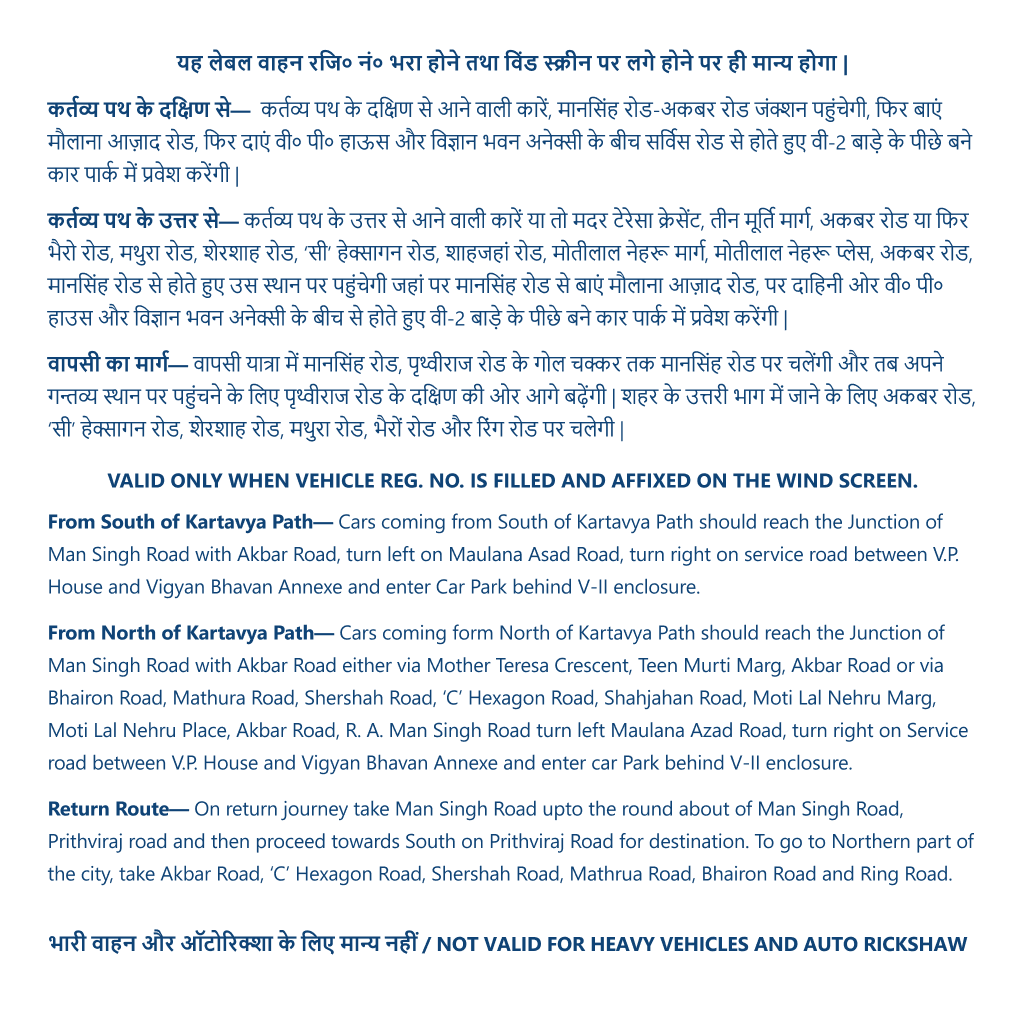 यह लेबल वाहन रजि० नं० भरा होने तथा विंड स्क्रीन पर लगे होने पर ही मान्य होगा |
कर्तव्य पथ के दक्षिण से— कर्तव्य पथ के दक्षिण से आने वाली कारें, मानसिंह रोड-अकबर रोड जंक्शन पहुंचेगी, फिर बाएं
मौलाना आज़ाद रोड, फिर दाएं वी० पी० हाऊस और विज्ञान भवन अनेक्सी के बीच सर्विस रोड से होते हुए वी-2 बाड़े के पीछे बने
कार पार्क में प्रवेश करेंगी |
कर्तव्य पथ के उत्तर से— कर्तव्य पथ के उत्तर से आने वाली कारें या तो मदर टेरेसा क्रेसेंट, तीन मूर्ति मार्ग, अकबर रोड या फिर
भैरो रोड, मथुरा रोड, शेरशाह रोड, ‘सी’ हेक्सागन रोड, शाहजहां रोड, मोतीलाल नेहरू मार्ग, मोतीलाल नेहरू प्लेस, अकबर रोड,
मानसिंह रोड से होते हुए उस स्थान पर पहुंचेगी जहां पर मानसिंह रोड से बाएं मौलाना आज़ाद रोड, पर दाहिनी ओर वी० पी०
हाउस और विज्ञान भवन अनेक्सी के बीच से होते हुए वी-2 बाड़े के पीछे बने कार पार्क में प्रवेश करेंगी |
वापसी का मार्ग— वापसी यात्रा में मानसिंह रोड, पृथ्वीराज रोड के गोल चक्कर तक मानसिंह रोड पर चलेंगी और तब अपने
गन्तव्य स्थान पर पहुंचने के लिए पृथ्वीराज रोड के दक्षिण की ओर आगे बढ़ेंगी | शहर के उत्तरी भाग में जाने के लिए अकबर रोड,
‘सी’ हेक्सागन रोड, शेरशाह रोड, मथुरा रोड, भैरों रोड और रिंग रोड पर चलेगी |
VALID ONLY WHEN VEHICLE REG. NO. IS FILLED AND AFFIXED ON THE WIND SCREEN.
From South of Kartavya Path— Cars coming from South of Kartavya Path should reach the Junction of
Man Singh Road with Akbar Road, turn left on Maulana Asad Road, turn right on service road between V.P.
House and Vigyan Bhavan Annexe and enter Car Park behind V-II enclosure.
From North of Kartavya Path— Cars coming form North of Kartavya Path should reach the Junction of
Man Singh Road with Akbar Road either via Mother Teresa Crescent, Teen Murti Marg, Akbar Road or via
Bhairon Road, Mathura Road, Shershah Road, ‘C’ Hexagon Road, Shahjahan Road, Moti Lal Nehru Marg,
Moti Lal Nehru Place, Akbar Road, R. A. Man Singh Road turn left Maulana Azad Road, turn right on Service
road between V.P. House and Vigyan Bhavan Annexe and enter car Park behind V-II enclosure.
Return Route— On return journey take Man Singh Road upto the round about of Man Singh Road,
Prithviraj road and then proceed towards South on Prithviraj Road for destination. To go to Northern part of
the city, take Akbar Road, ‘C’ Hexagon Road, Shershah Road, Mathrua Road, Bhairon Road and Ring Road.
भारी वाहन और ऑटोरिक्शा के लिए मान्य नहीं / NOT VALID FOR HEAVY VEHICLES AND AUTO RICKSHAW